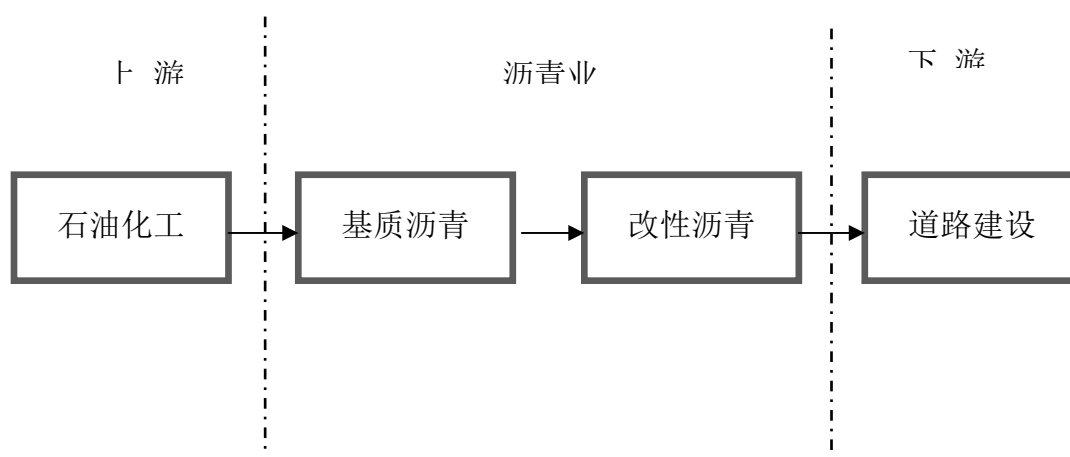 上 游
沥青业
下 游
石油化工
基质沥青
改性沥青
道路建设